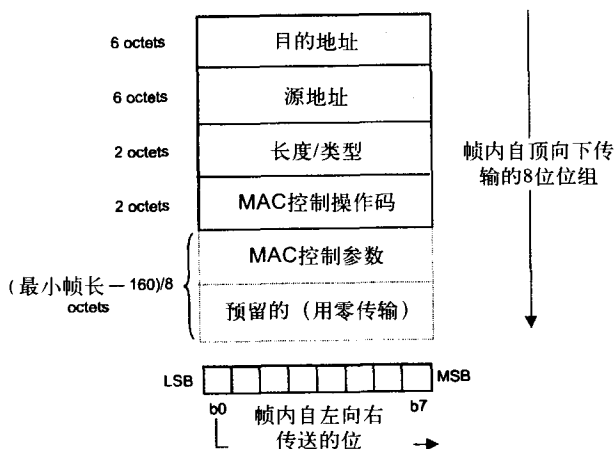 6 octets
目的地址
6 octets
源地址
2 octets
长度/类型
2 octets
MAC控制操作码
MAC控制参数
(最小帧长－160)/8
octets
预留的（用零传输）
帧内自顶向下传
输的8位位组
LSB
MSB
b0
b7
帧内自左向右
传送的位